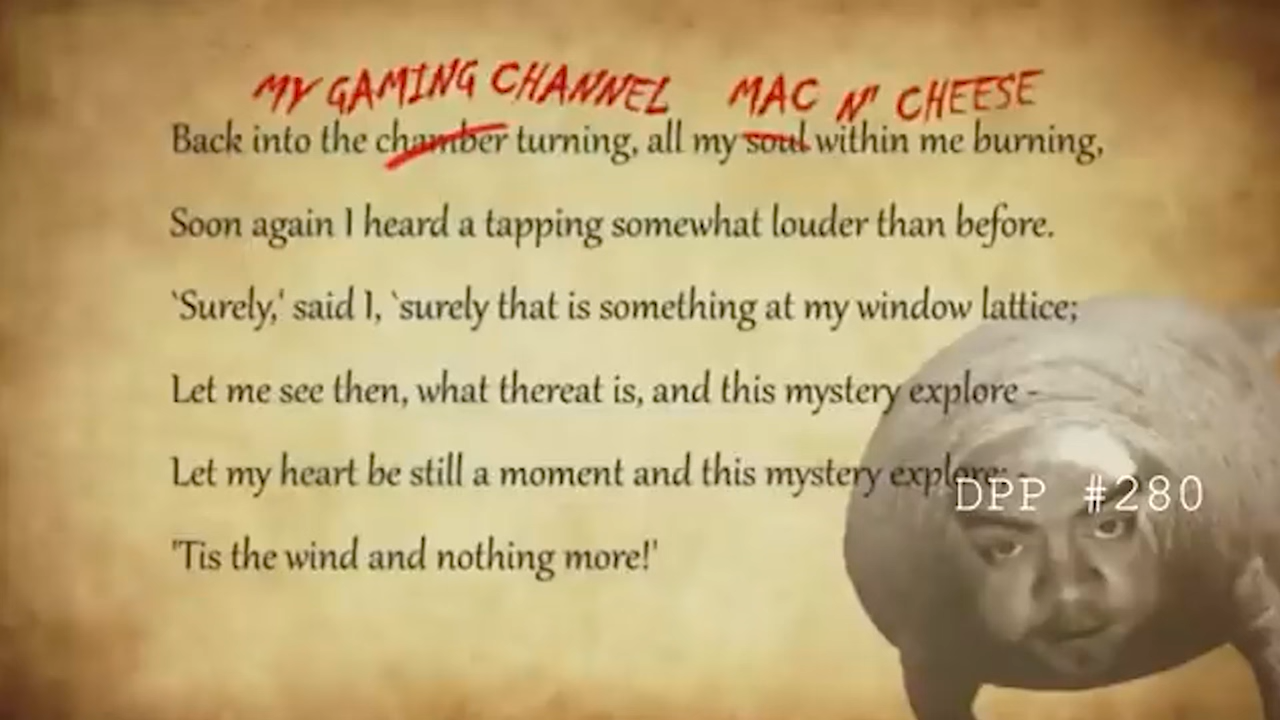 MY GAMING CHANNEL MAC N' CHEESE
Back into the chamber turning, all my soul within me burning,
Soon again I heard a tapping somewhat louder than before.
`Surely,' said I, `surely that is something at my window lattice;
Let me see then, what thereat is, and this mystery explore -
Let my heart be still a moment and this mystery explore; -
DPP #280
'Tis the wind and nothing more!'